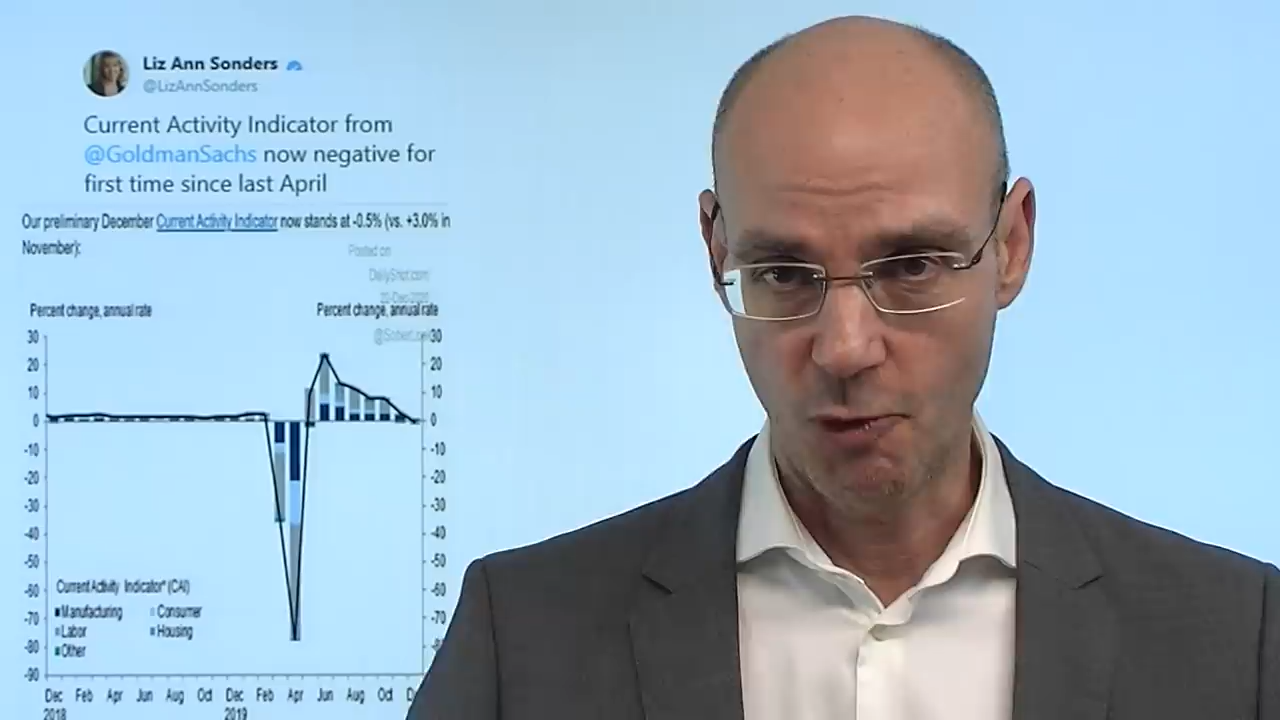 Liz Ann Sonders
@LizAnnSonders
Current Activity Indicator from
@GoldmanSachs now negative for
first time since last April
Our preliminary December Current Activity Indicator now stands at -0.5% (vs. +3.0% in
November):
Posted on
DailyShot.com
Percent change, annual rate
Percent change, annual rate
30 30
20 20
10 10
0 0
-10 -10
-20 -20
-30 -30
-40 -40
-50 -50
-60 -60
-70 -70
-80
-90
Current Activity Indicator* (CAI)
Manufacturing Consumer
Labor Housing
Other
Dec Feb Apr Jun Aug Oct Dec Feb Apr Jun Aug Oct
2018 2019